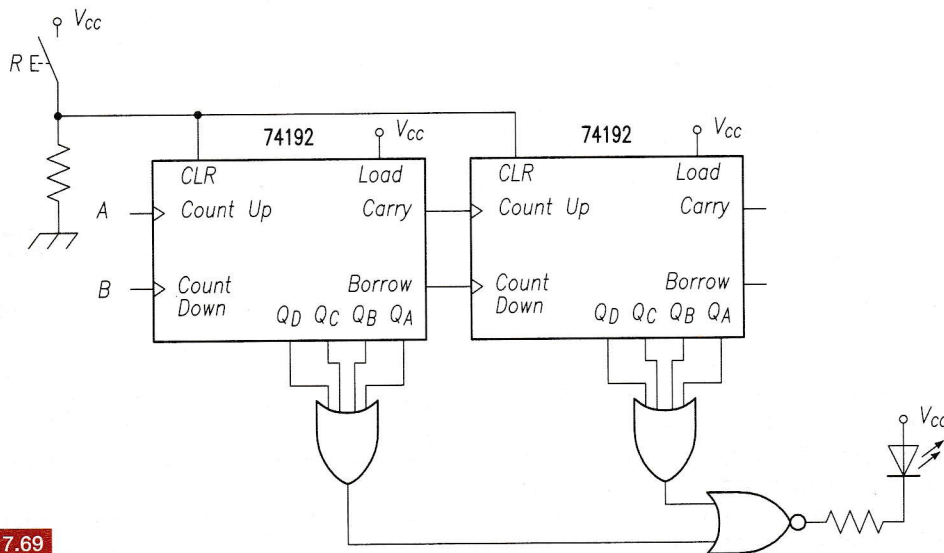 VCC
R
74192
VCC
74192
VCC
CLR
Load
CLR
Load
A
Count Up
Carry
Count Up
Carry
B
Count
Down
Borrow
Count
Down
Borrow
QD QC QB QA
QD QC QB QA
VCC
7.69